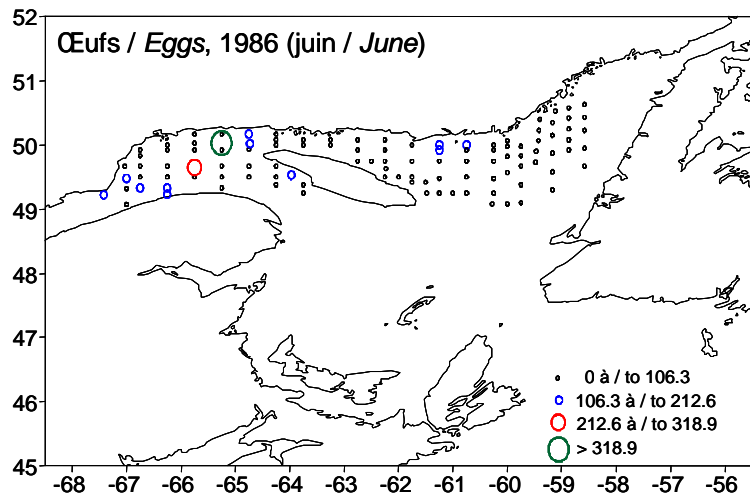 52
Œufs / Eggs, 1986 (juin / June)
51
50
49
48
47
46
45
0 à / to 106.3
106.3 à / to 212.6
212.6 à / to 318.9
> 318.9
-68 -67 -66 -65 -64 -63 -62 -61 -60 -59 -58 -57 -56